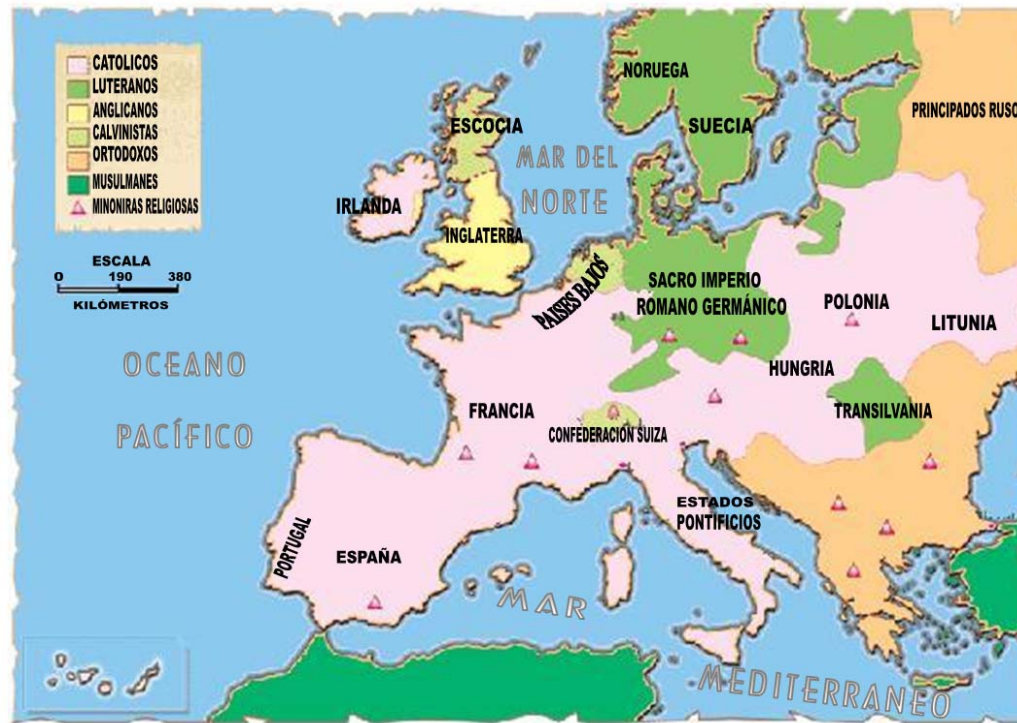 CATOLICOS
LUTERANOS
ANGLICANOS
CALVINISTAS
ORTODOXOS
MUSULMANES
MINONIRAS RELIGIOSAS
ESCALA
0 190 380
KILÓMETROS
NORUEGA
SUECIA
PRINCIPADOS RUSO
ESCOCIA
MAR DEL
NORTE
IRLANDA
INGLATERRA
PAISES BAJOS
SACRO IMPERIO
ROMANO GERMÁNICO
POLONIA
LITUNIA
OCEANO
PACÍFICO
HUNGRIA
FRANCIA
TRANSILVANIA
CONFEDERACIÓN SUIZA
ESTADOS
PONTIFICIOS
PORTUGAL
ESPAÑA
MAR
MEDITERRANEO